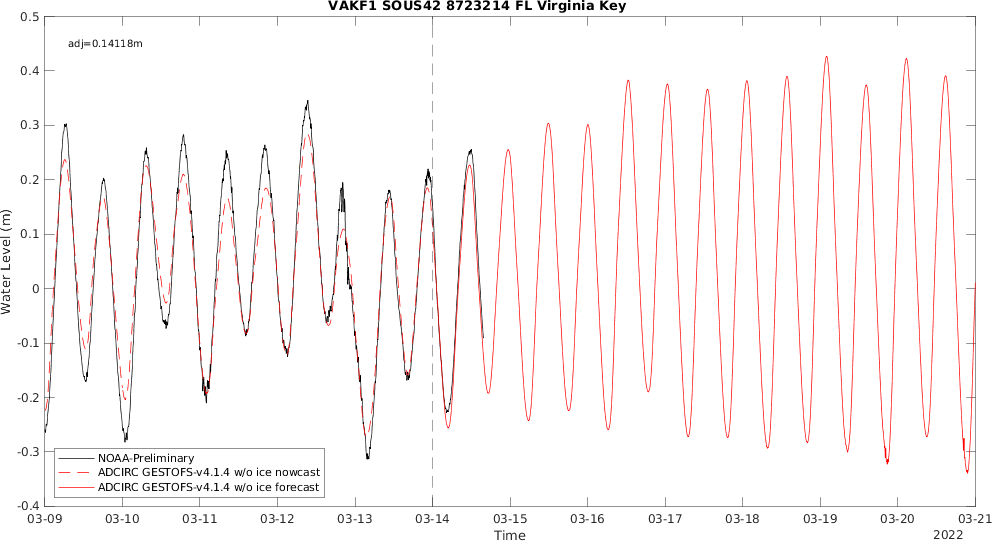 VAKF1 SOUS42 8723214 FL Virginia Key
adj=0.14118m
Water Level (m)
0.5
0.4
0.3
0.2
0.1
0
-0.1
-0.2
-0.3
-0.4
NOAA-Preliminary
ADCIRC GESTOFS-v4.1.4 w/o ice nowcast
ADCIRC GESTOFS-v4.1.4 w/o ice forecast
03-09 03-10 03-11 03-12 03-13 03-14 03-15 03-16 03-17 03-18 03-19 03-20 03-21
Time
2022